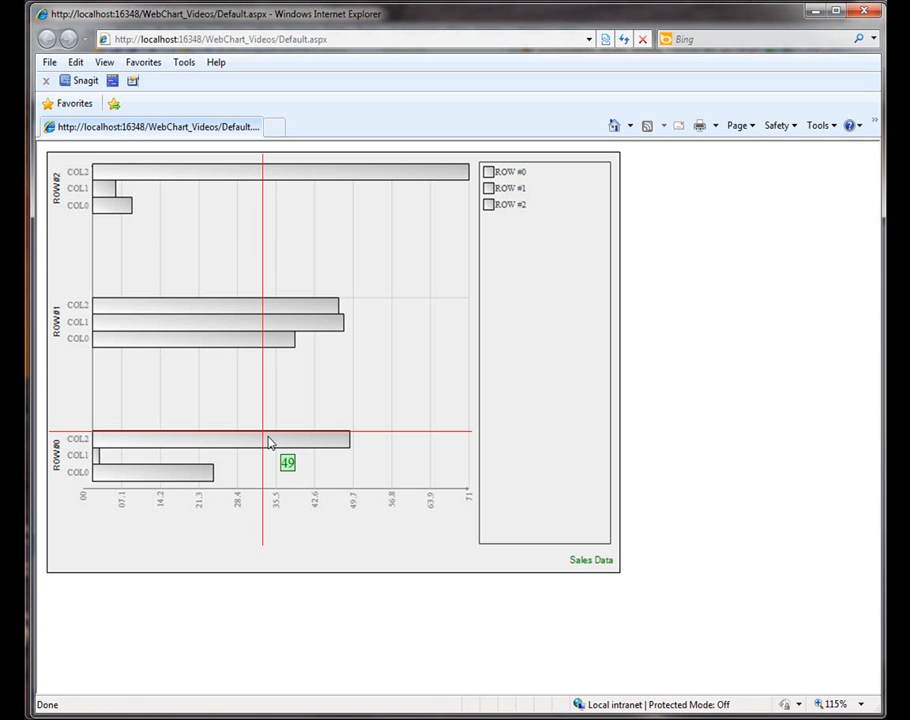 http://localhost:16348/WebChart_Videos/Default.aspx - Windows Internet Explorer
http://localhost:16348/WebChart_Videos/Default.aspx
Bing
File Edit View Favorites Tools Help
x Snagit
Favorites
http://localhost:16348/WebChart_Videos/Default....
Page Safety Tools
ROW#2
COL2
COL1
COL0
ROW#1
COL2
COL1
COL0
ROW#0
COL2
COL1
COL0
49
00 07.1 14.2 21.3 28.4 35.5 42.6 49.7 56.8 63.9 71
ROW #0
ROW #1
ROW #2
Sales Data
Done Local intranet | Protected Mode: Off 115%